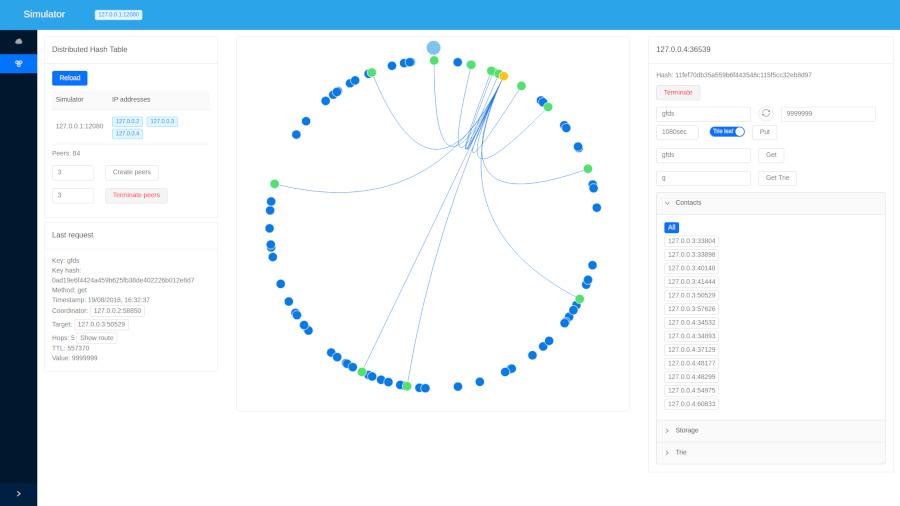 Simulator
127.0.0.1:12080
Distributed Hash Table
Reload
Simulator IP addresses
127.0.0.1:12080
127.0.0.2 127.0.0.3
127.0.0.4
Peers: 84
3 Create peers
3 Terminate peers
Last request
Key: gfds
Key hash:
0ad19e6f4424a459b625fb38de402226b012e8d7
Method: get
Timestamp: 19/08/2018, 16:32:37
Coordinator: 127.0.0.2:58850
Target: 127.0.0.3:50529
Hops: 5 Show route
TTL: 557370
Value: 9999999
127.0.0.4:36539
Hash: 11fef70db35a559b6f443548c115f5cc32eb8d97
Terminate
gfds 9999999
1080sec Trie leaf Put
gfds Get
g Get Trie
Contacts
All
127.0.0.3:33804
127.0.0.3:33898
127.0.0.3:40148
127.0.0.3:41444
127.0.0.3:50529
127.0.0.3:57626
127.0.0.4:34532
127.0.0.4:34893
127.0.0.4:37129
127.0.0.4:48177
127.0.0.4:48299
127.0.0.4:54975
127.0.0.4:60833
Storage
Trie